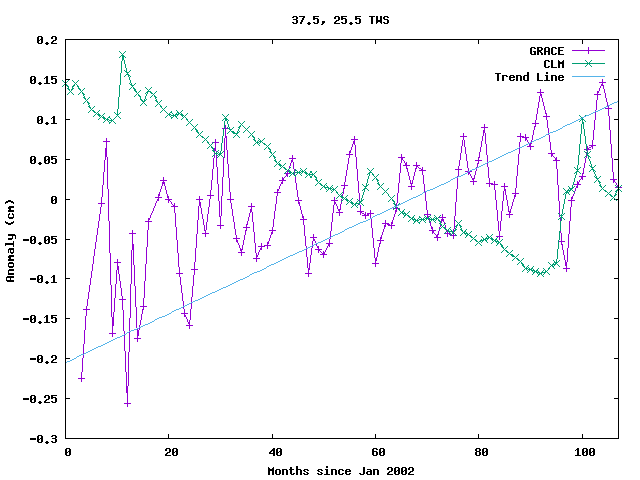 37.5, 25.5 TWS
GRACE
CLM
Trend Line
0.2
0.15
0.1
0.05
0
-0.05
-0.1
-0.15
-0.2
-0.25
-0.3
Anomaly (cm)
0 20 40 60 80 100
Months since Jan 2002